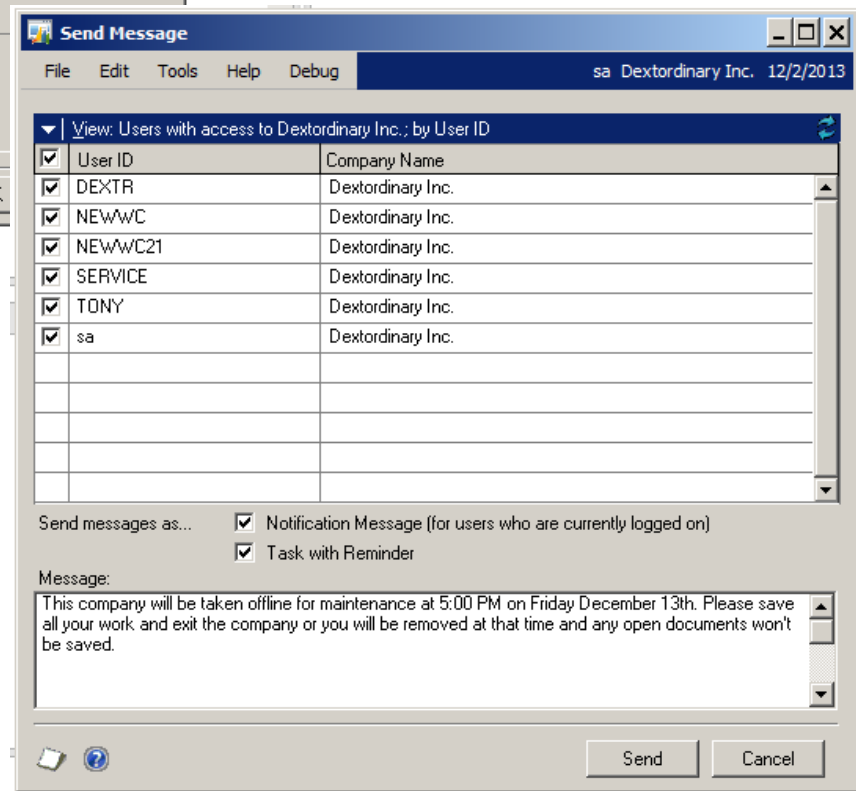 Send Message
File Edit Tools Help Debug sa Dextordinary Inc. 12/2/2013
View: Users with access to Dextordinary Inc.; by User ID
User ID Company Name
DEXTR Dextordinary Inc.
NEWWC Dextordinary Inc.
NEWWC21 Dextordinary Inc.
SERVICE Dextordinary Inc.
TONY Dextordinary Inc.
sa Dextordinary Inc.
Send messages as... Notification Message (for users who are currently logged on)
Task with Reminder
Message:
This company will be taken offline for maintenance at 5:00 PM on Friday December 13th. Please save
all your work and exit the company or you will be removed at that time and any open documents won't
be saved.
Send Cancel